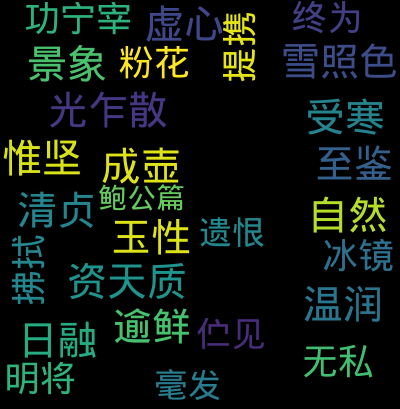 功宁宰
虚心
提携
终为
景象
粉花
雪照色
光乍散
受寒
惟坚
成壶
至鉴
清贞
鲍公篇
玉性
遗恨
自然
冰镜
拂拭
资天质
温润
日融
逾鲜
伫见
无私
明将
毫发